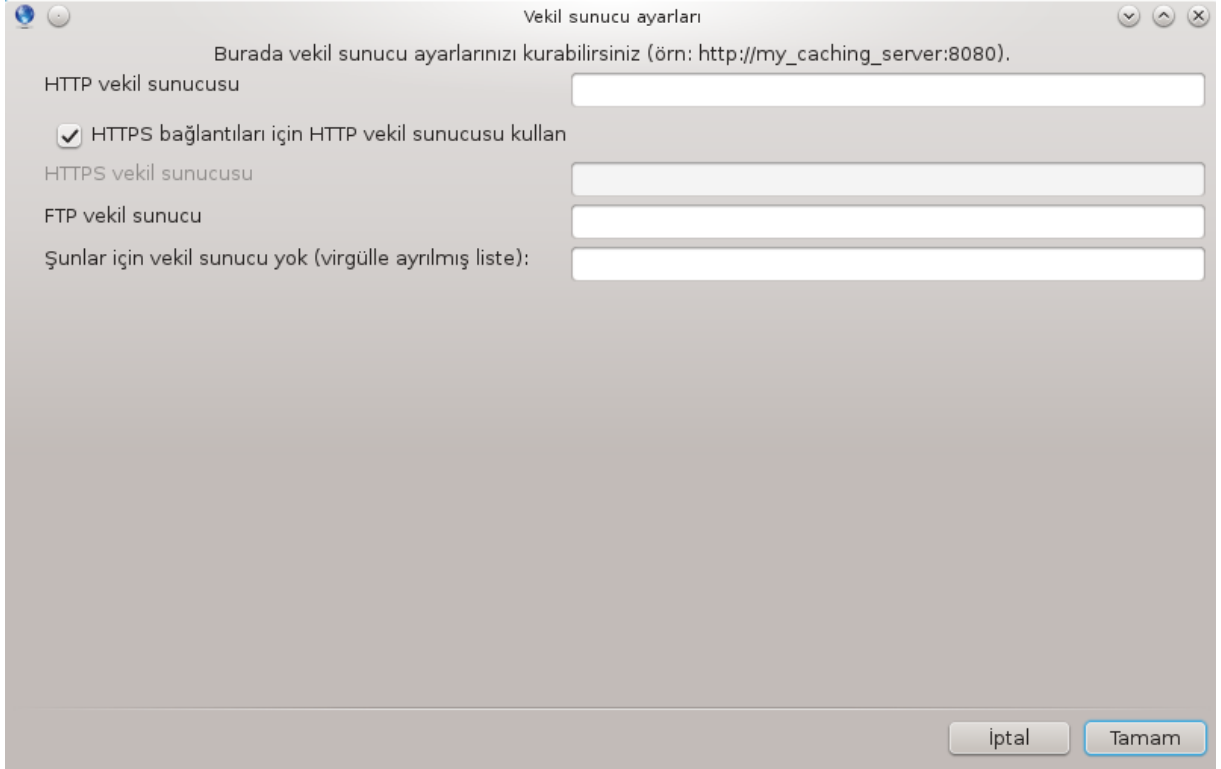 Vekil sunucu ayarları
Burada vekil sunucu ayarlarınızı kurabilirsiniz (örn: http://my_caching_server:8080).
HTTP vekil sunucusu
HTTPS bağlantıları için HTTP vekil sunucusu kullan
HTTPS vekil sunucusu
FTP vekil sunucu
Şunlar için vekil sunucu yok (virgülle ayrılmış liste):
İptal
Tamam